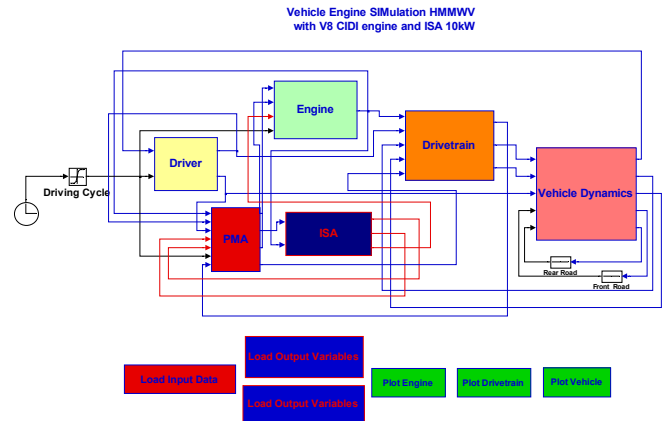 Vehicle Engine SIMulation HMMWV
with V8 CIDI engine and ISA 10kW
Engine
Drivetrain
Driver
Driving Cycle
Vehicle Dynamics
PMA
ISA
Rear Road
Front Road
Load Output Variables
Load Input Data
Plot Engine
Plot Drivetrain
Plot Vehicle
Load Output Variables